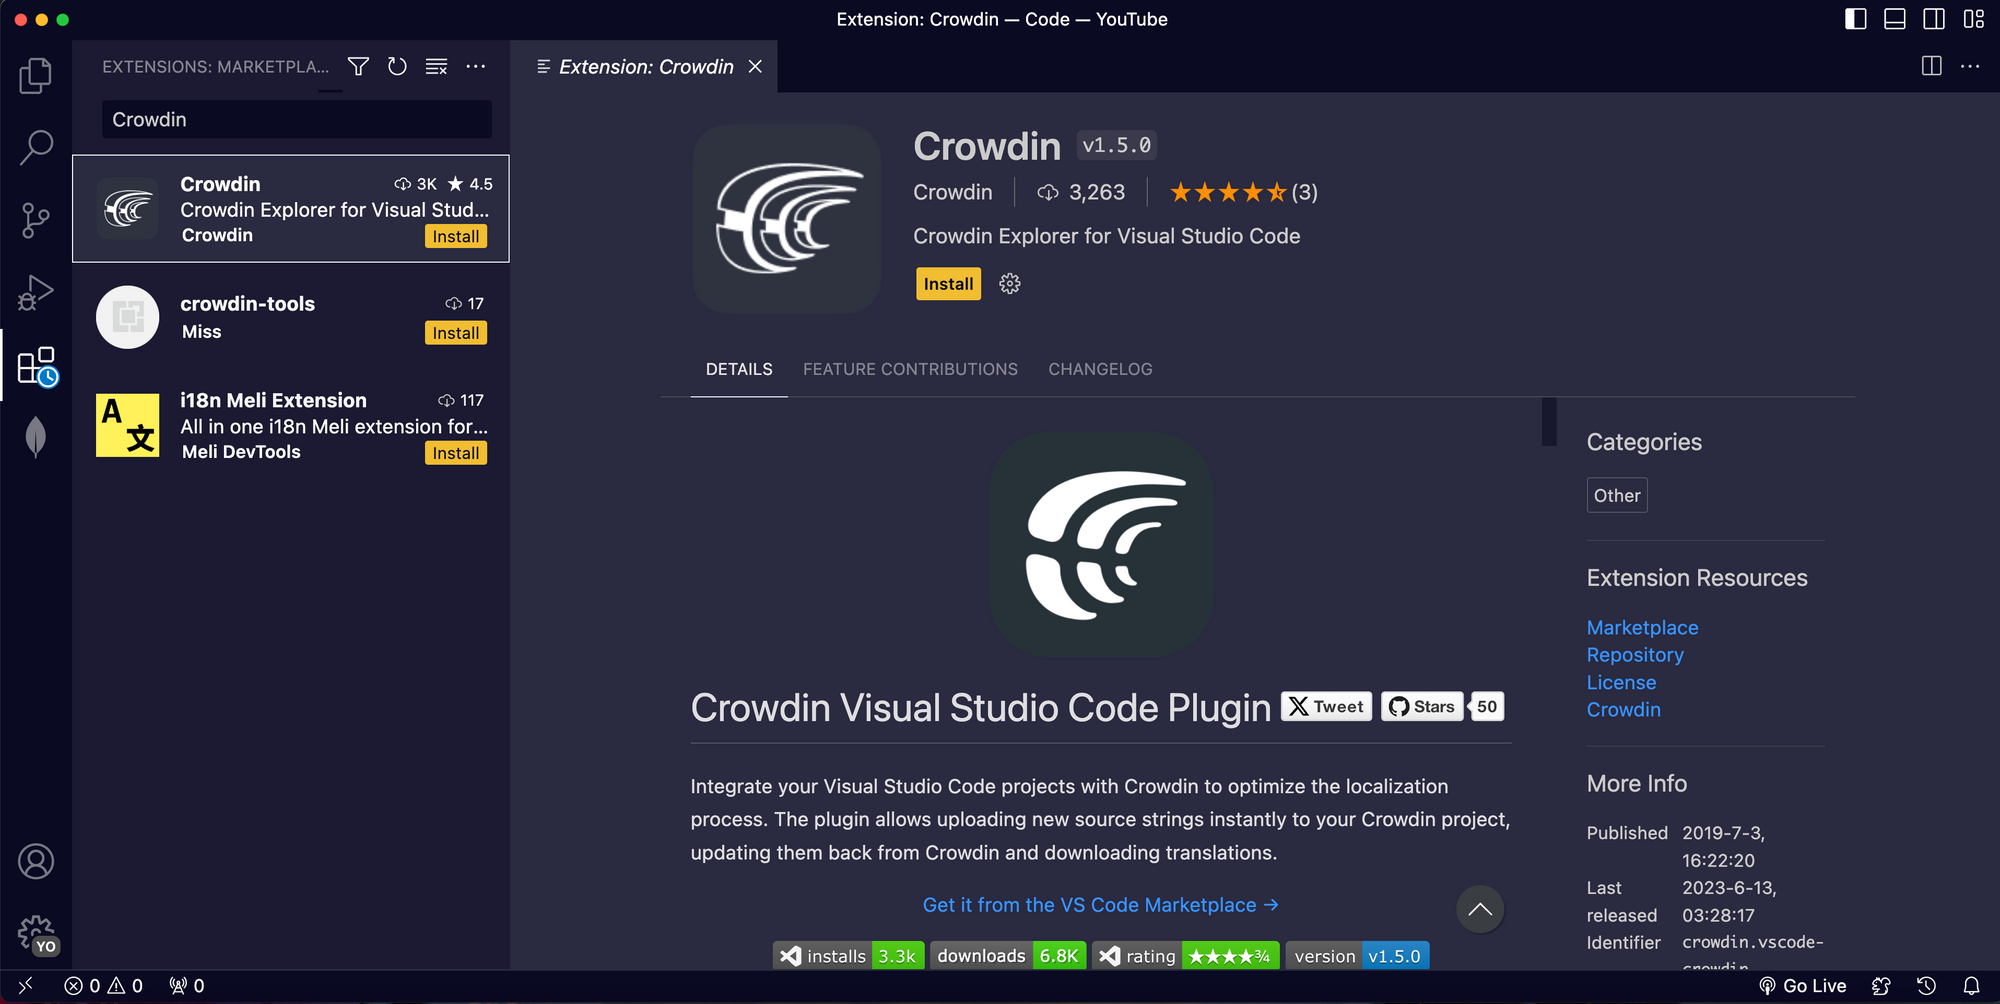 Extension: Crowdin — Code — YouTube
EXTENSIONS: MARKETPLA...
Crowdin
Crowdin 3K ★ 4.5
Crowdin Explorer for Visual Stud...
Crowdin Install
crowdin-tools 17
Miss Install
i18n Meli Extension 117
All in one i18n Meli extension for...
Meli DevTools Install
A 文
YO
Extension: Crowdin
Crowdin v1.5.0
Crowdin 3,263 (3)
Crowdin Explorer for Visual Studio Code
Install
DETAILS FEATURE CONTRIBUTIONS CHANGELOG
Crowdin Visual Studio Code Plugin Tweet Stars 50
Integrate your Visual Studio Code projects with Crowdin to optimize the localization
process. The plugin allows uploading new source strings instantly to your Crowdin project,
updating them back from Crowdin and downloading translations.
Get it from the VS Code Marketplace →
installs 3.3k downloads 6.8K rating ★★★★¾ version v1.5.0
Categories
Other
Extension Resources
Marketplace
Repository
License
Crowdin
More Info
Published 2019-7-3,
16:22:20
Last 2023-6-13,
released 03:28:17
Identifier crowdin.vscode-
crowdin
0 0 0 Go Live